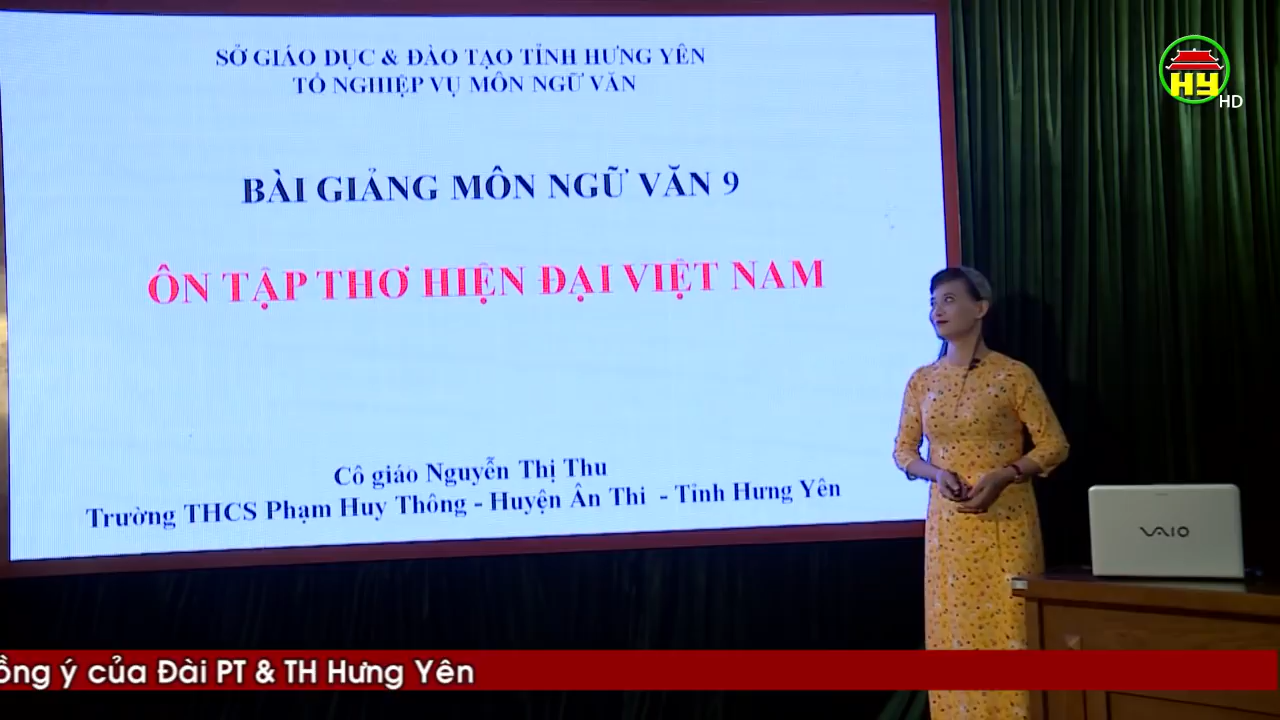 SỞ GIÁO DỤC & ĐÀO TẠO TỈNH HƯNG YÊN
TỔ NGHIỆP VỤ MÔN NGỮ VĂN
HY
HD
BÀI GIẢNG MÔN NGỮ VĂN 9
ÔN TẬP THƠ HIỆN ĐẠI VIỆT NAM
Cô giáo Nguyễn Thị Thu
Trường THCS Phạm Huy Thông - Huyện Ân Thi - Tỉnh Hưng Yên
VAIO
ý của Đài PT & TH Hưng Yên